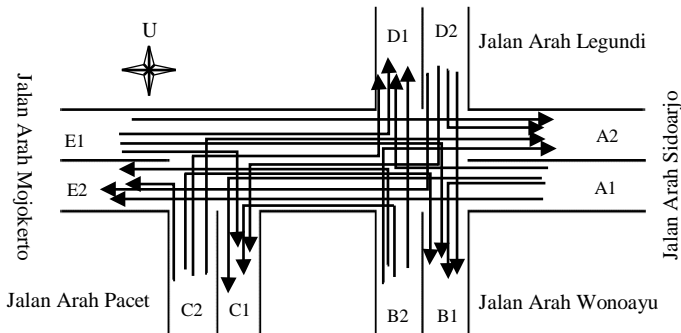 U
D1
D2
Jalan Arah Legundi
Jalan Arah Mojokerto
E1
A2
E2
A1
Jalan Arah Sidoarjo
Jalan Arah Pacet
C2
C1
B2
B1
Jalan Arah Wonoayu